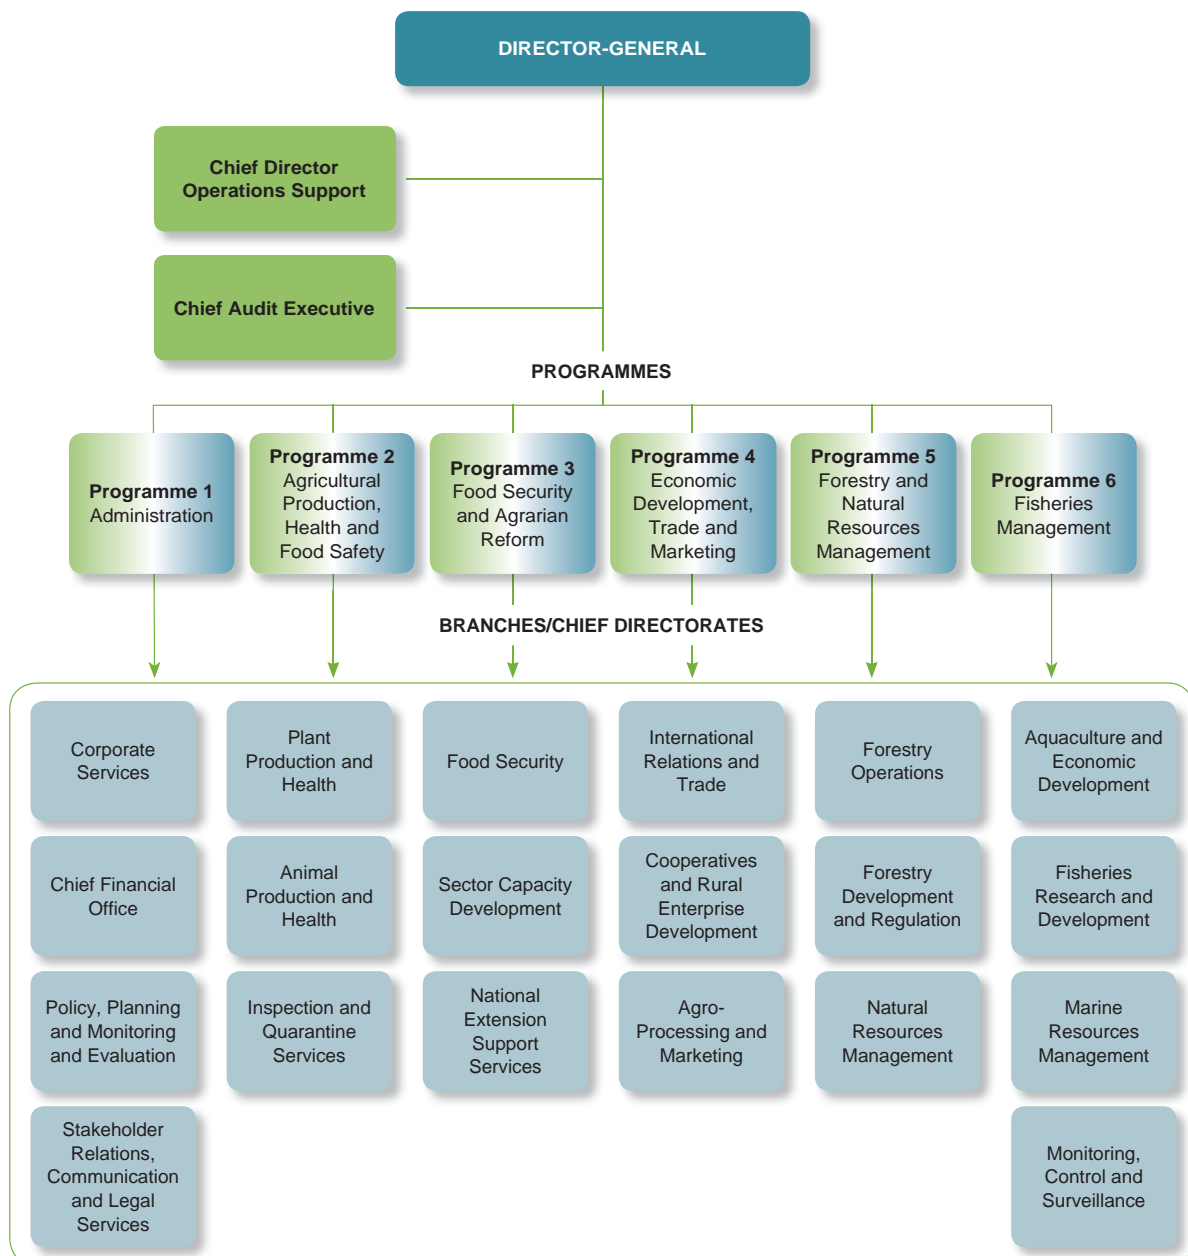 DIRECTOR-GENERAL
Chief Director
Operations Support
Chief Audit Executive
PROGRAMMES
Programme 1
Administration
Programme 2
Agricultural
Production,
Health and
Food Safety
Programme 3
Food Security
and Agrarian
Reform
Programme 4
Economic
Development,
Trade and
Marketing
Programme 5
Forestry and
Natural
Resources
Management
Programme 6
Fisheries
Management
BRANCHES/CHIEF DIRECTORATES
Corporate
Services
Plant
Production and
Health
Food Security
International
Relations and
Trade
Forestry
Operations
Aquaculture and
Economic
Development
Chief Financial
Office
Animal
Production and
Health
Sector Capacity
Development
Cooperatives
and Rural
Enterprise
Development
Forestry
Development
and Regulation
Fisheries
Research and
Development
Policy, Planning
and Monitoring
and Evaluation
Inspection and
Quarantine
Services
National
Extension
Support
Services
Agro-
Processing and
Marketing
Natural
Resources
Management
Marine
Resources
Management
Stakeholder
Relations,
Communication
and Legal
Services
Monitoring,
Control and
Surveillance